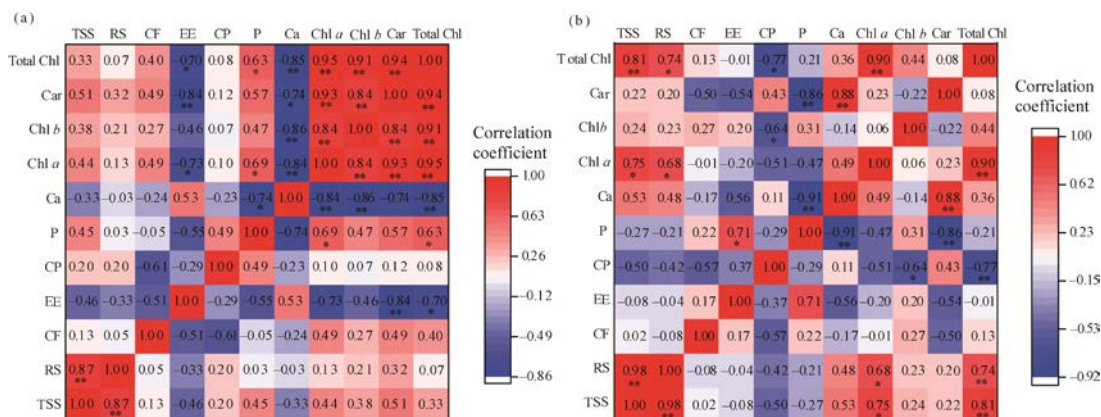 (a)
TSS RS CF EE CP P Ca Chl a Chl b Car Total Chl
Total Chl 0.33 0.07 0.40 −0.70 0.08 0.63 −0.85 0.95 0.91 0.94 1.00
* * ** ** ** **
Car 0.51 0.32 0.49 −0.84 0.12 0.57 −0.74 0.93 0.84 1.00 0.94
** * ** ** **
Chl b 0.38 0.21 0.27 −0.46 0.07 0.47 −0.86 0.84 1.00 0.84 0.91
** ** ** **
Chl a 0.44 0.13 0.49 −0.73 0.10 0.69 −0.84 1.00 0.84 0.93 0.95
* * ** ** ** **
Ca −0.33 −0.03 −0.24 0.53 −0.23 −0.74 1.00 −0.84 −0.86 −0.74 −0.85
* ** ** **
P 0.45 0.03 −0.05 −0.55 0.49 1.00 −0.74 0.69 0.47 0.57 0.63
* *
CP 0.20 0.20 −0.61 −0.29 1.00 0.49 −0.23 0.10 0.07 0.12 0.08
EE −0.46 −0.33 −0.51 1.00 −0.29 −0.55 0.53 −0.73 −0.46 −0.84 −0.70
** *
CF 0.13 0.05 1.00 −0.51 −0.61 −0.05 −0.24 0.49 0.27 0.49 0.40
RS 0.87 1.00 0.05 −0.33 0.20 0.03 −0.03 0.13 0.21 0.32 0.07
**
TSS 1.00 0.87 0.13 −0.46 0.20 0.45 −0.33 0.44 0.38 0.51 0.33
**
Correlation
coefficient
1.00
0.63
0.26
−0.12
−0.49
−0.86
(b)
TSS RS CF EE CP P Ca Chl a Chl b Car Total Chl
Total Chl 0.81 0.74 0.13 −0.01 −0.77 0.21 0.36 0.90 0.44 0.08 1.00
** * * **
Car 0.22 0.20 −0.50 −0.54 0.43 −0.86 0.88 0.23 −0.22 1.00 0.08
** **
Chl b 0.24 0.23 0.27 0.20 −0.64 0.31 −0.14 0.06 1.00 −0.22 0.44
*
Chl a 0.75 0.68 −0.01 −0.20 −0.51 −0.47 0.49 1.00 0.06 0.23 0.90
* * **
Ca 0.53 0.48 −0.17 0.56 0.11 −0.91 1.00 0.49 −0.14 0.88 0.36
** **
P −0.27 −0.21 0.22 0.71 −0.29 1.00 −0.91 −0.47 0.31 −0.86 −0.21
* ** **
CP −0.50 −0.42 −0.57 0.37 1.00 −0.29 0.11 −0.51 −0.64 0.43 −0.77
* **
EE −0.08 −0.04 0.17 1.00 −0.37 0.71 −0.56 −0.20 0.20 −0.54 −0.01
CF 0.02 −0.08 1.00 0.17 −0.57 0.22 −0.17 −0.01 0.27 −0.50 0.13
RS 0.98 1.00 −0.08 −0.04 −0.42 −0.21 0.48 0.68 0.23 0.20 0.74
** * **
TSS 1.00 0.98 0.02 −0.08 −0.50 −0.27 0.53 0.75 0.24 0.22 0.81
** * **
Correlation
coefficient
1.00
0.62
0.23
−0.15
−0.53
−0.92